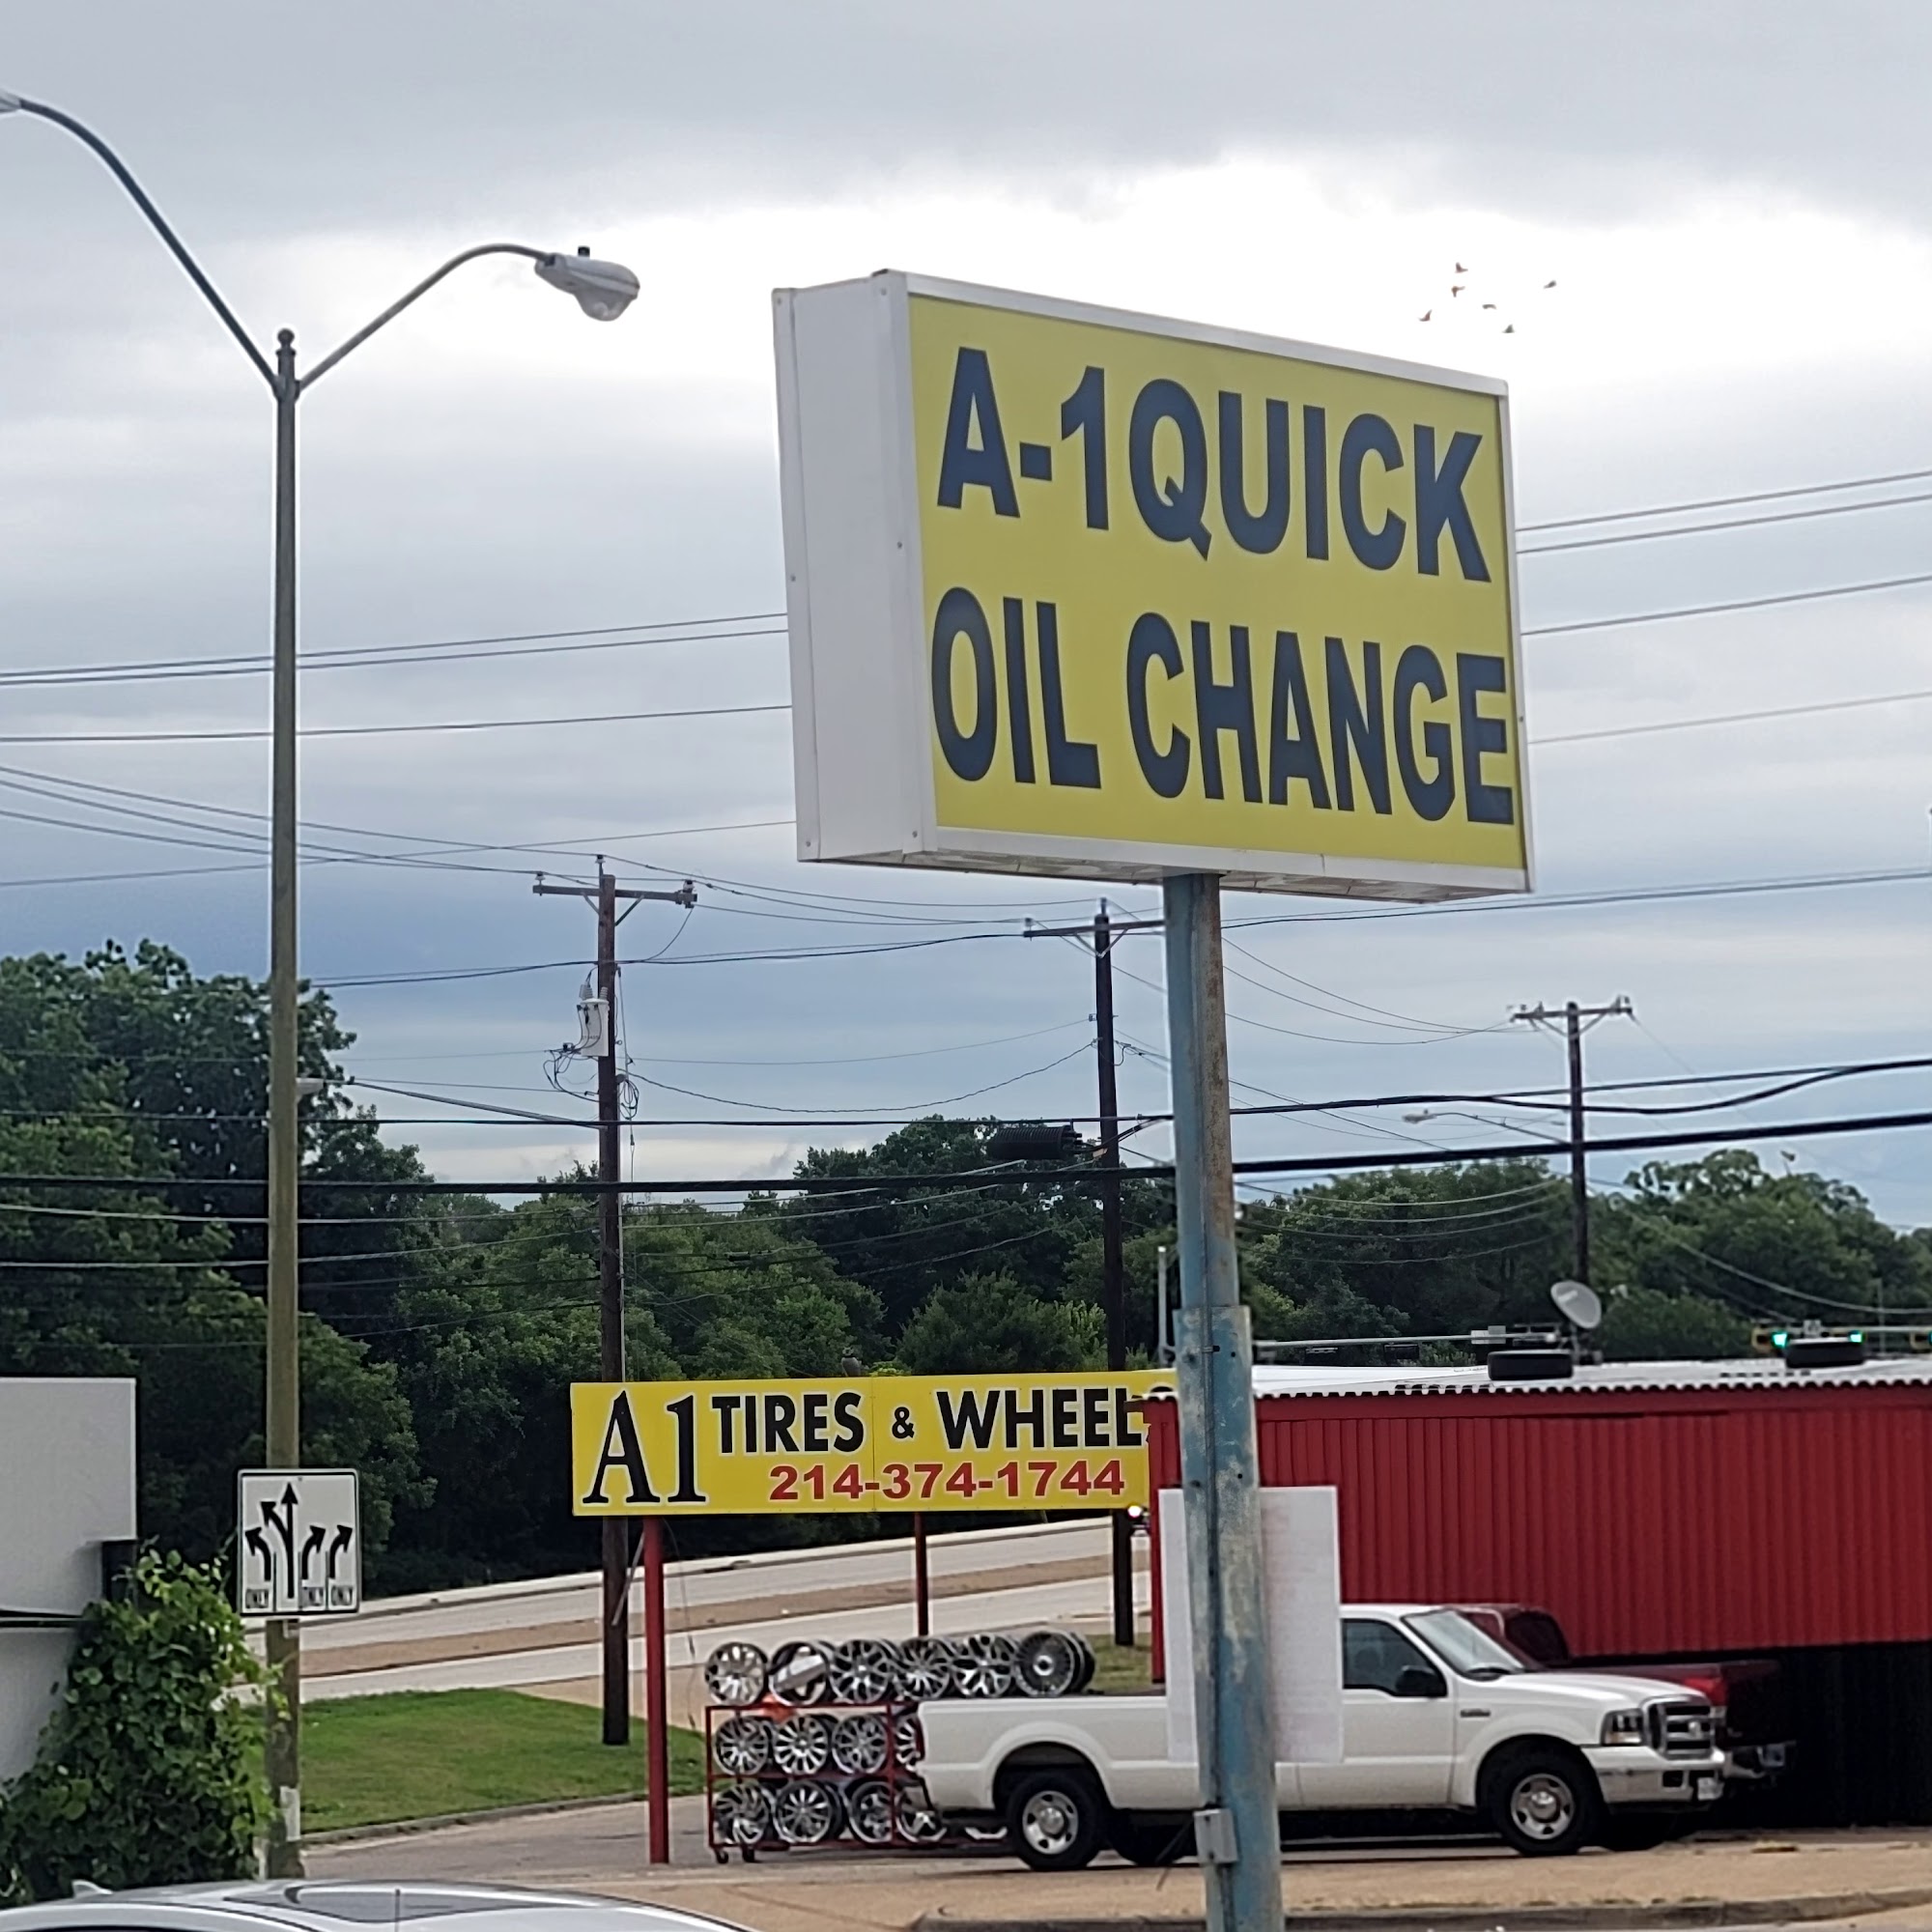 A-1QUICK
OIL CHANGE
A1 TIRES & WHEEL
214-374-1744
ONLY ONLY ONLY